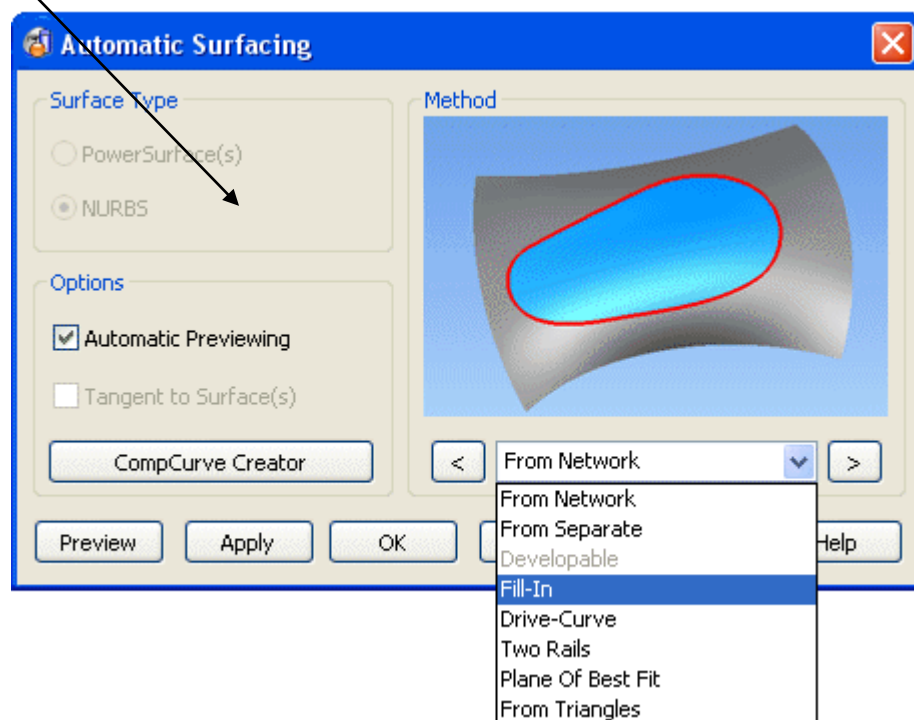 Automatic Surfacing
Surface Type
PowerSurface(s)
NURBS
Options
Automatic Previewing
Tangent to Surface(s)
CompCurve Creator
Method
< From Network >
From Network
From Separate
Developable
Fill-In
Drive-Curve
Two Rails
Plane Of Best Fit
From Triangles
Preview Apply OK Help